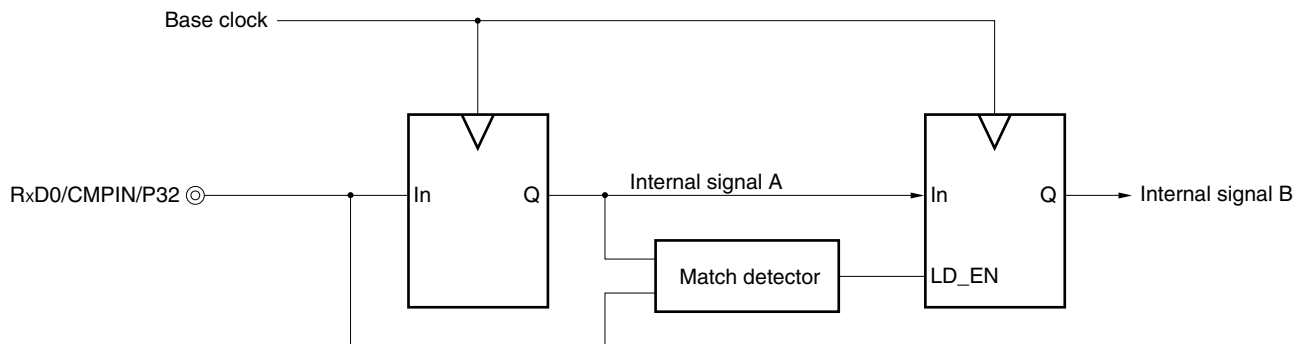 Base clock
RxD0/CMPIN/P32
In
Q
Internal signal A
In
Q
Internal signal B
Match detector
LD_EN